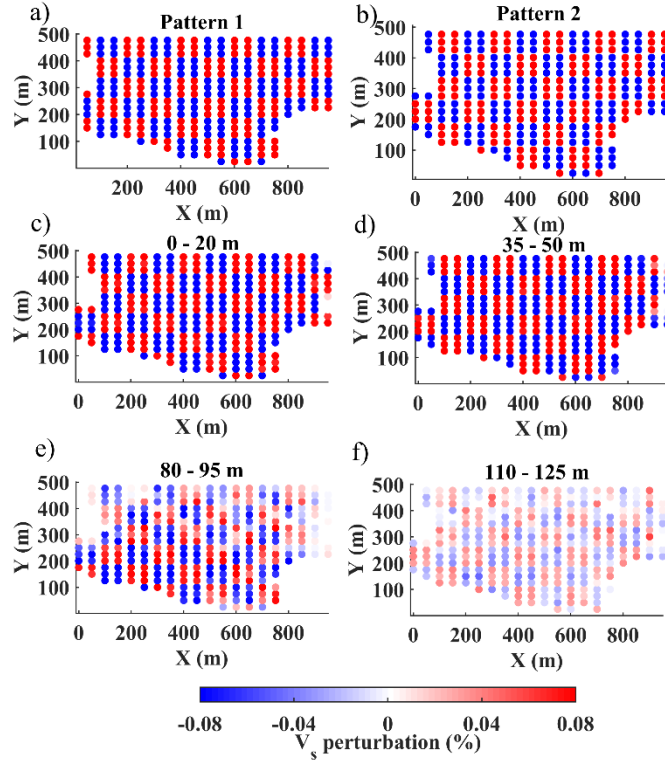 a)
Pattern 1
500
400
300
200
100
Y (m)
200 400 600 800
X (m)
b)
Pattern 2
500
400
300
200
100
Y (m)
0 200 400 600 800
X (m)
c)
0 - 20 m
500
400
300
200
100
Y (m)
0 200 400 600 800
X (m)
d)
35 - 50 m
500
400
300
200
100
Y (m)
0 200 400 600 800
X (m)
e)
80 - 95 m
500
400
300
200
100
Y (m)
0 200 400 600 800
X (m)
f)
110 - 125 m
500
400
300
200
100
Y (m)
0 200 400 600 800
X (m)
-0.08 -0.04 0 0.04 0.08
Vs perturbation (%)